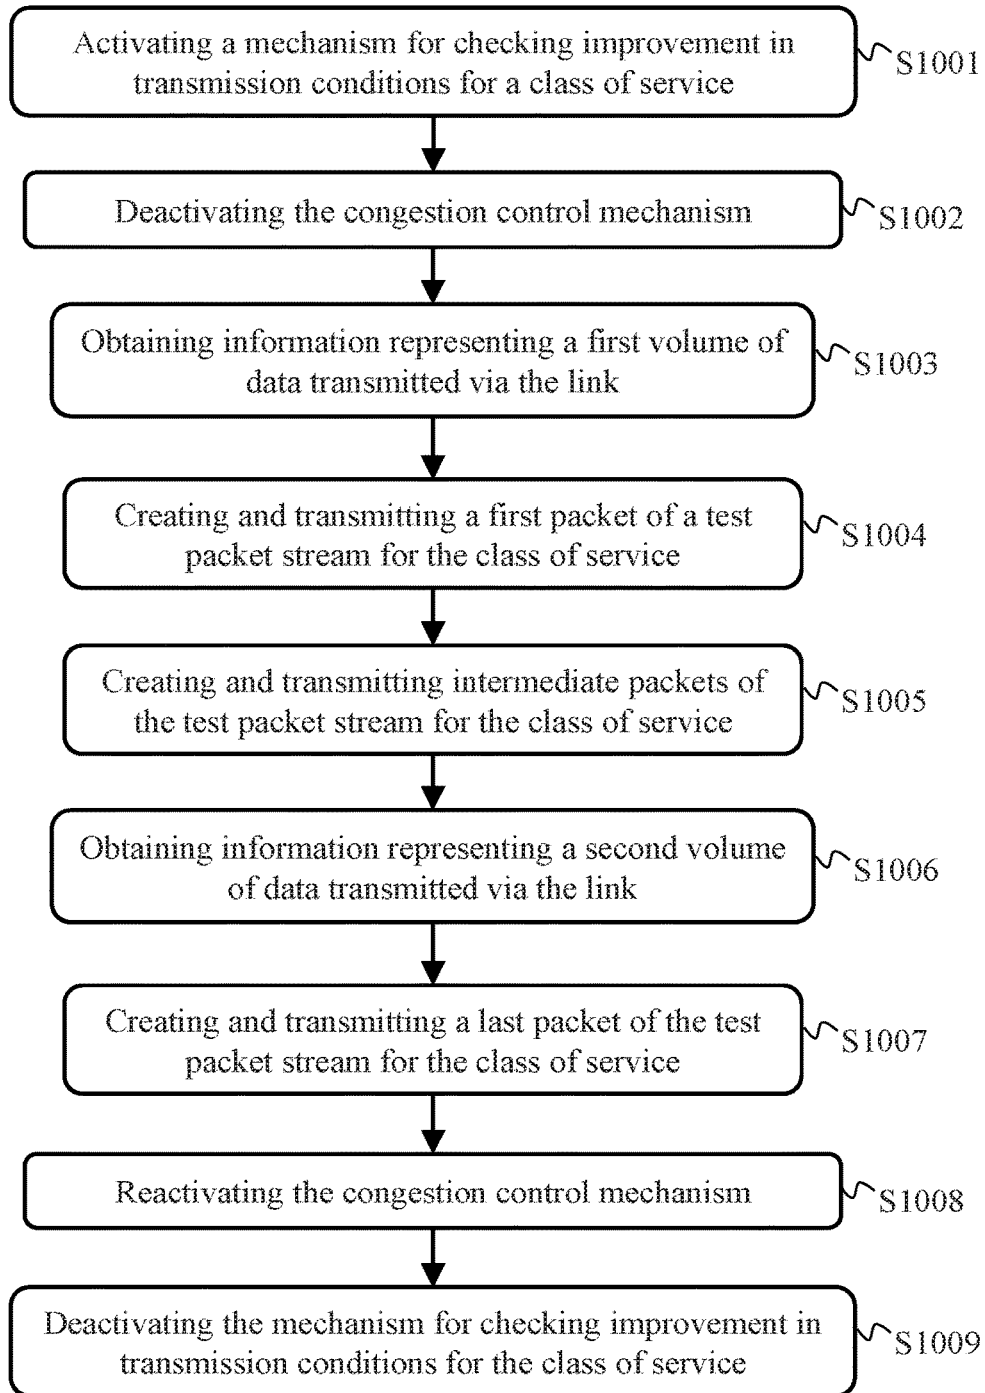 Activating a mechanism for checking improvement in
transmission conditions for a class of service
S1001
Deactivating the congestion control mechanism
S1002
Obtaining information representing a first volume of
data transmitted via the link
S1003
Creating and transmitting a first packet of a test
packet stream for the class of service
S1004
Creating and transmitting intermediate packets of
the test packet stream for the class of service
S1005
Obtaining information representing a second volume
of data transmitted via the link
S1006
Creating and transmitting a last packet of the test
packet stream for the class of service
S1007
Reactivating the congestion control mechanism
S1008
Deactivating the mechanism for checking improvement in
transmission conditions for the class of service
S1009